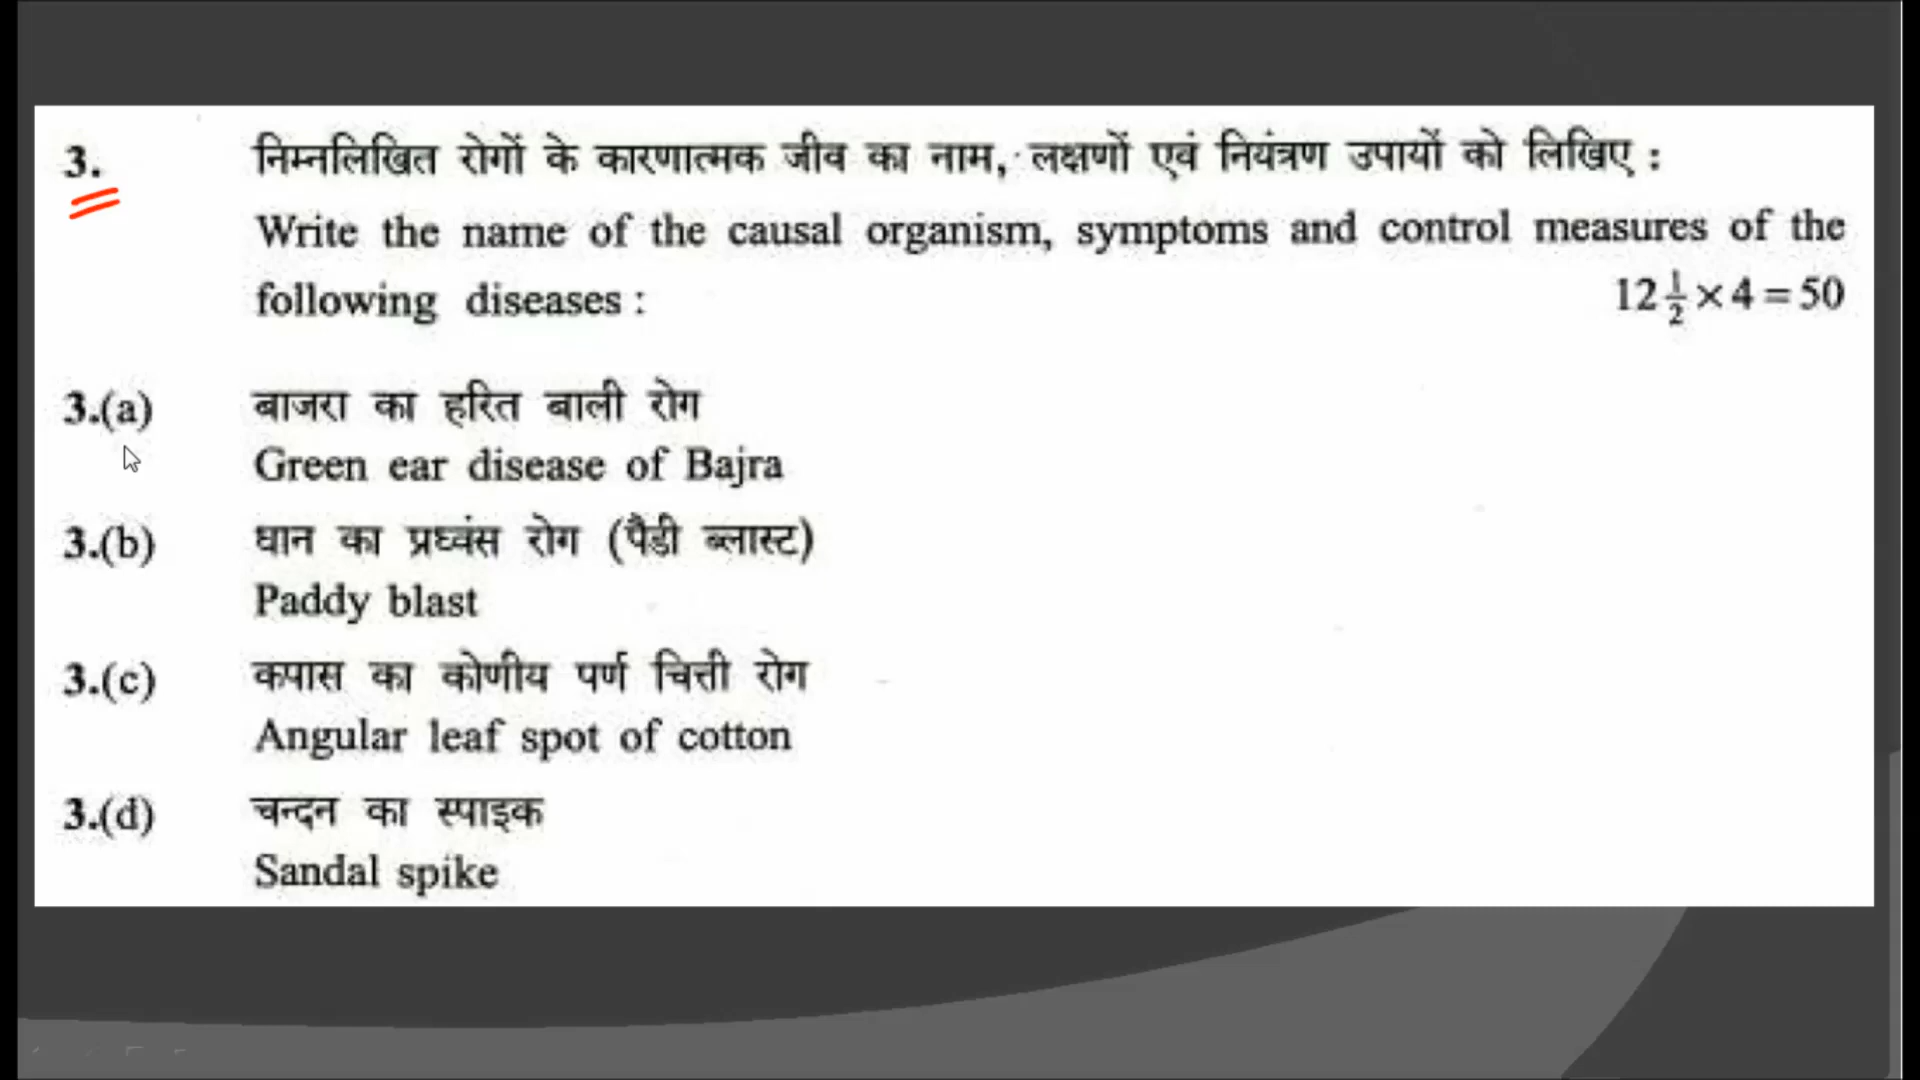 3. निम्नलिखित रोगों के कारणात्मक जीव का नाम, लक्षणों एवं नियंत्रण उपायों को लिखिए :
Write the name of the causal organism, symptoms and control measures of the
following diseases : 12 1/2 × 4 = 50
3.(a) बाजरा का हरित बाली रोग
Green ear disease of Bajra
3.(b) धान का प्रध्वंस रोग (पैडी ब्लास्ट)
Paddy blast
3.(c) कपास का कोणीय पर्ण चित्ती रोग
Angular leaf spot of cotton
3.(d) चन्दन का स्पाइक
Sandal spike